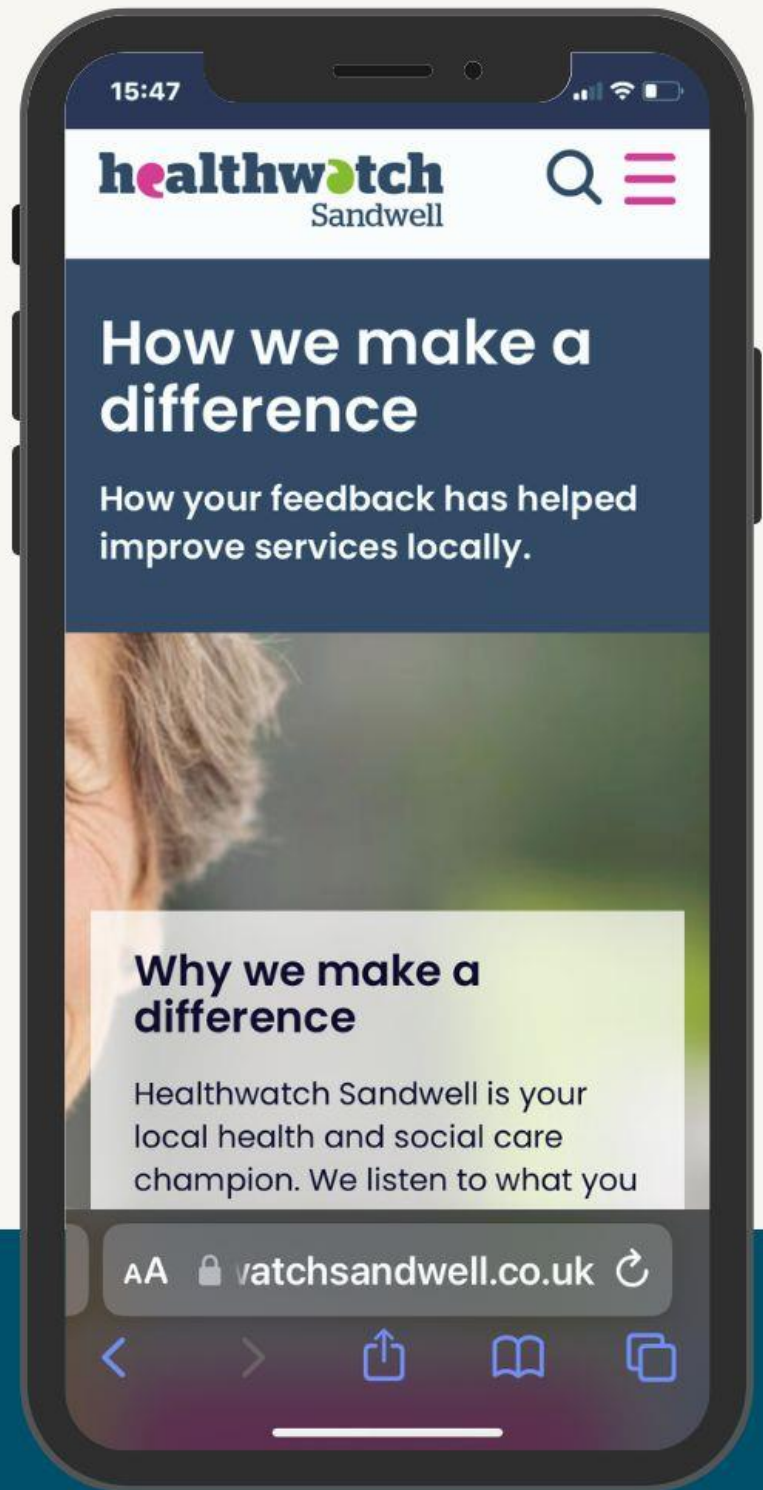 15:47
healthwatch
Sandwell
How we make a
difference
How your feedback has helped
improve services locally.
Why we make a
difference
Healthwatch Sandwell is your
local health and social care
champion. We listen to what you
AA vatchsandwell.co.uk